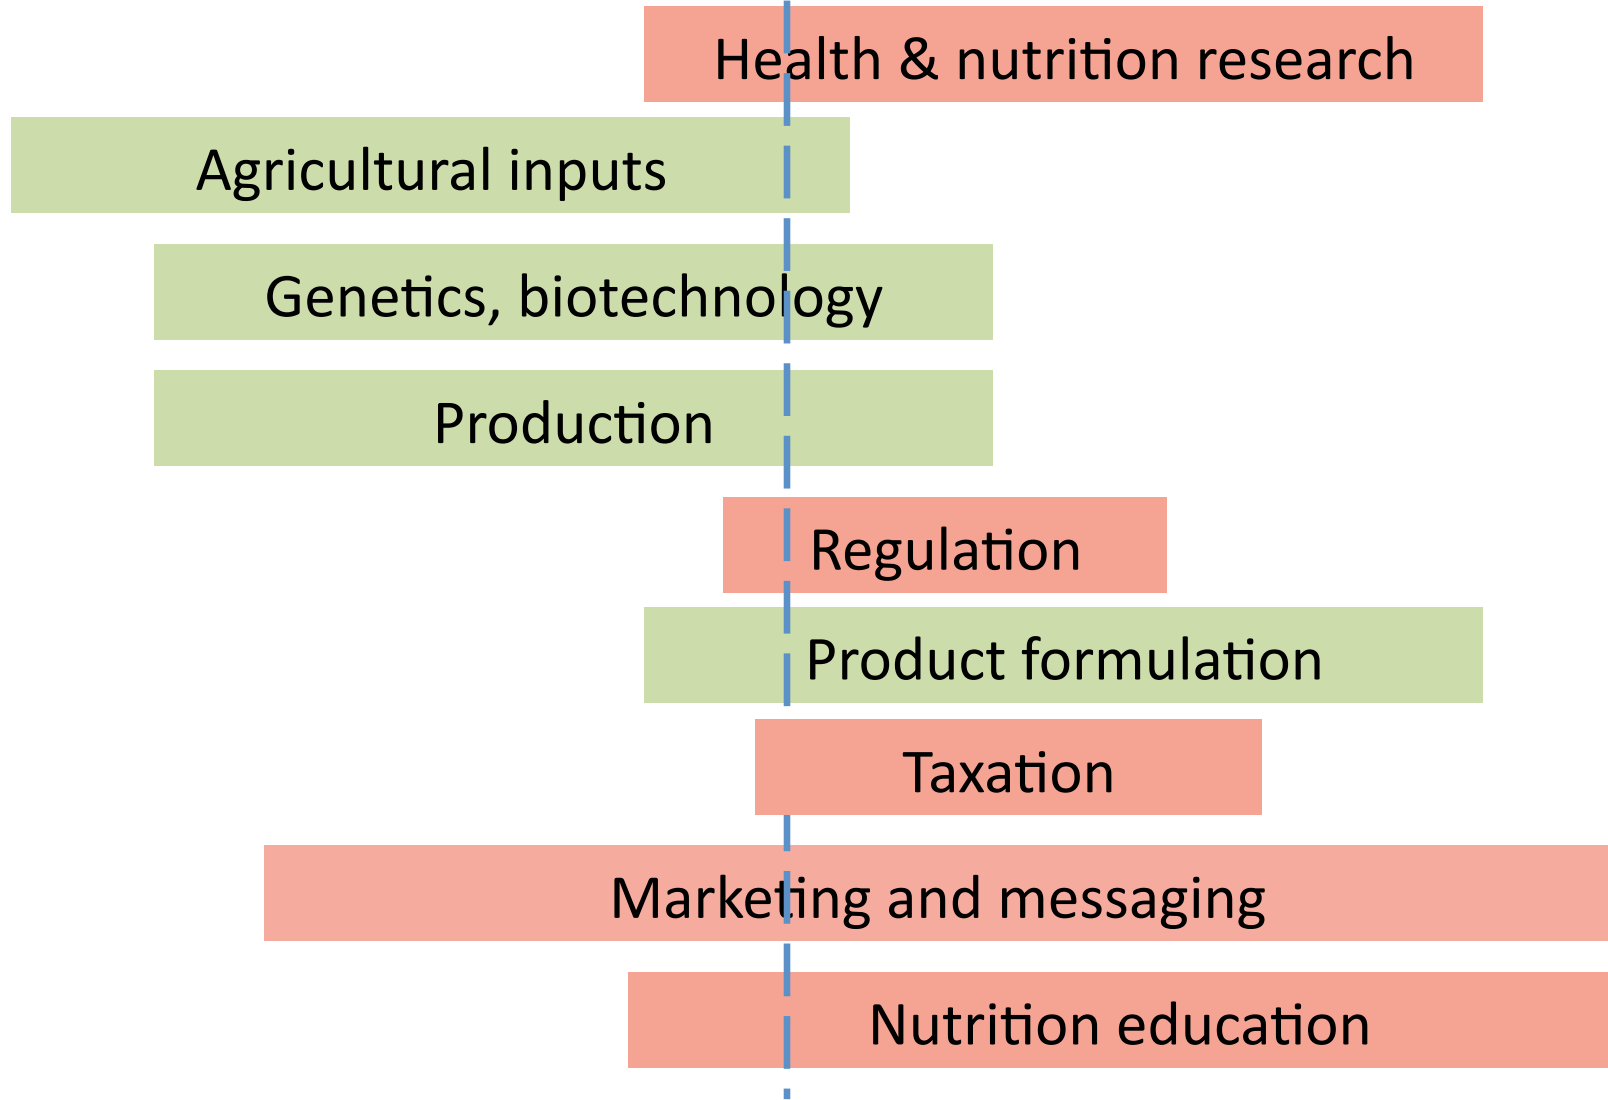 Health & nutrition research
Agricultural inputs
Genetics, biotechnology
Production
Regulation
Product formulation
Taxation
Marketing and messaging
Nutrition education